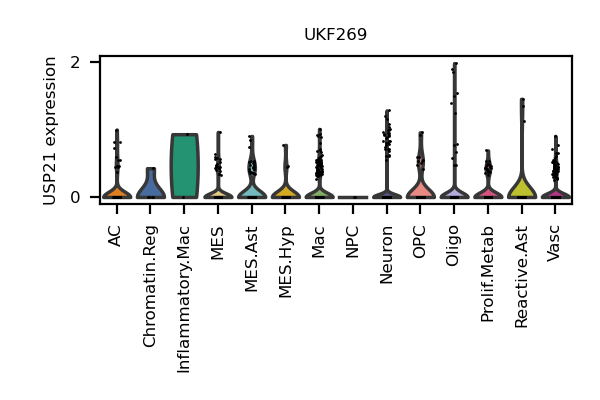 UKF269
USP21 expression
2
0
AC
Chromatin.Reg
Inflammatory.Mac
MES
MES.Ast
MES.Hyp
Mac
NPC
Neuron
OPC
Oligo
Prolif.Metab
Reactive.Ast
Vasc